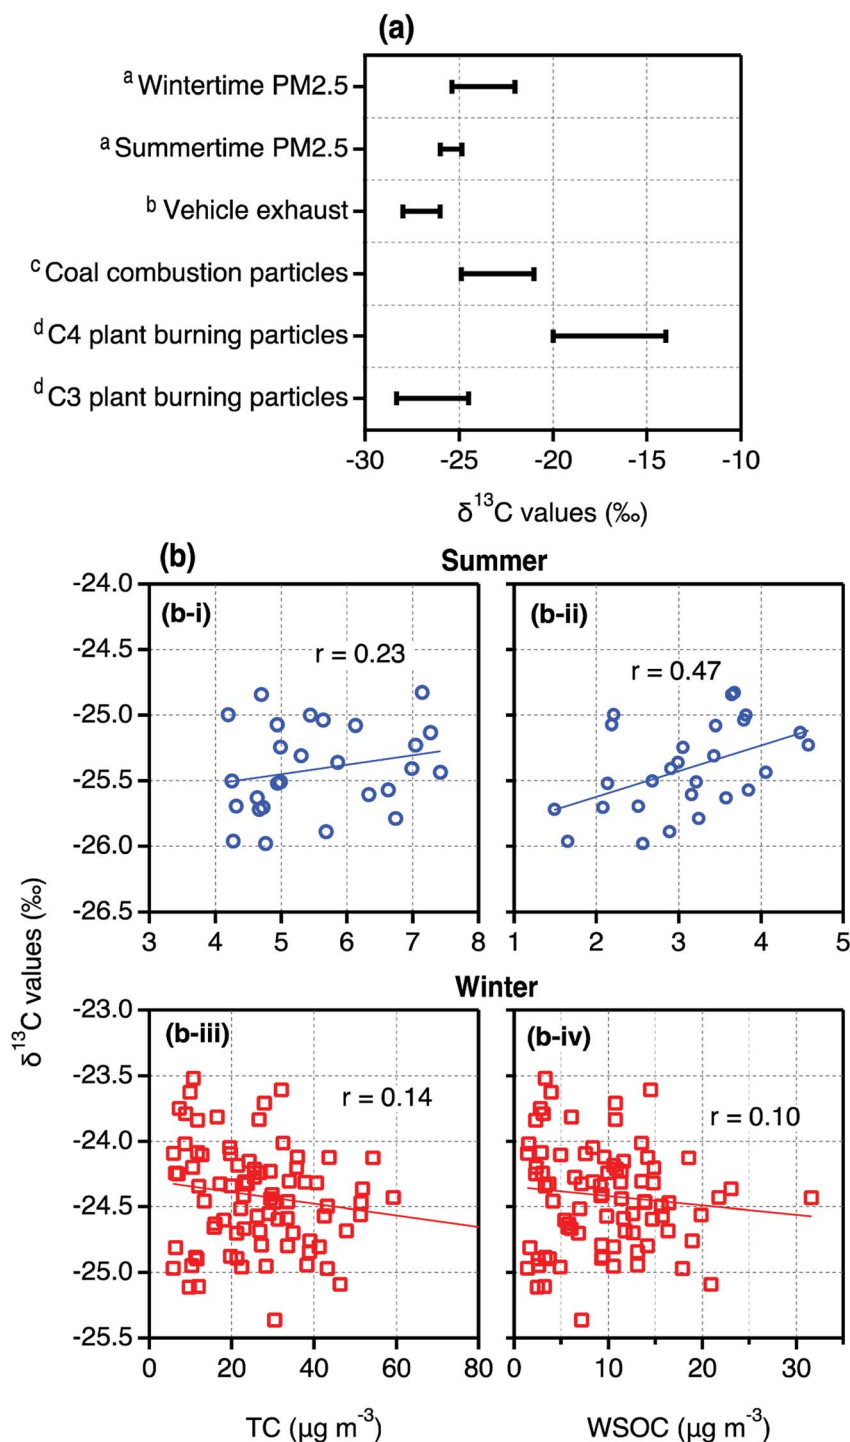 (a)
a Wintertime PM2.5
a Summertime PM2.5
b Vehicle exhaust
c Coal combustion particles
d C4 plant burning particles
d C3 plant burning particles
-30 -25 -20 -15 -10
δ13C values (‰)
(b) Summer
δ13C values (‰)
-24.0
-24.5
-25.0
-25.5
-26.0
-26.5
(b-i)
r = 0.23
3 4 5 6 7 8
(b-ii)
r = 0.47
1 2 3 4 5
Winter
-23.0
-23.5
-24.0
-24.5
-25.0
-25.5
(b-iii)
r = 0.14
0 20 40 60 80
TC (μg m-3)
(b-iv)
r = 0.10
0 10 20 30
WSOC (μg m-3)